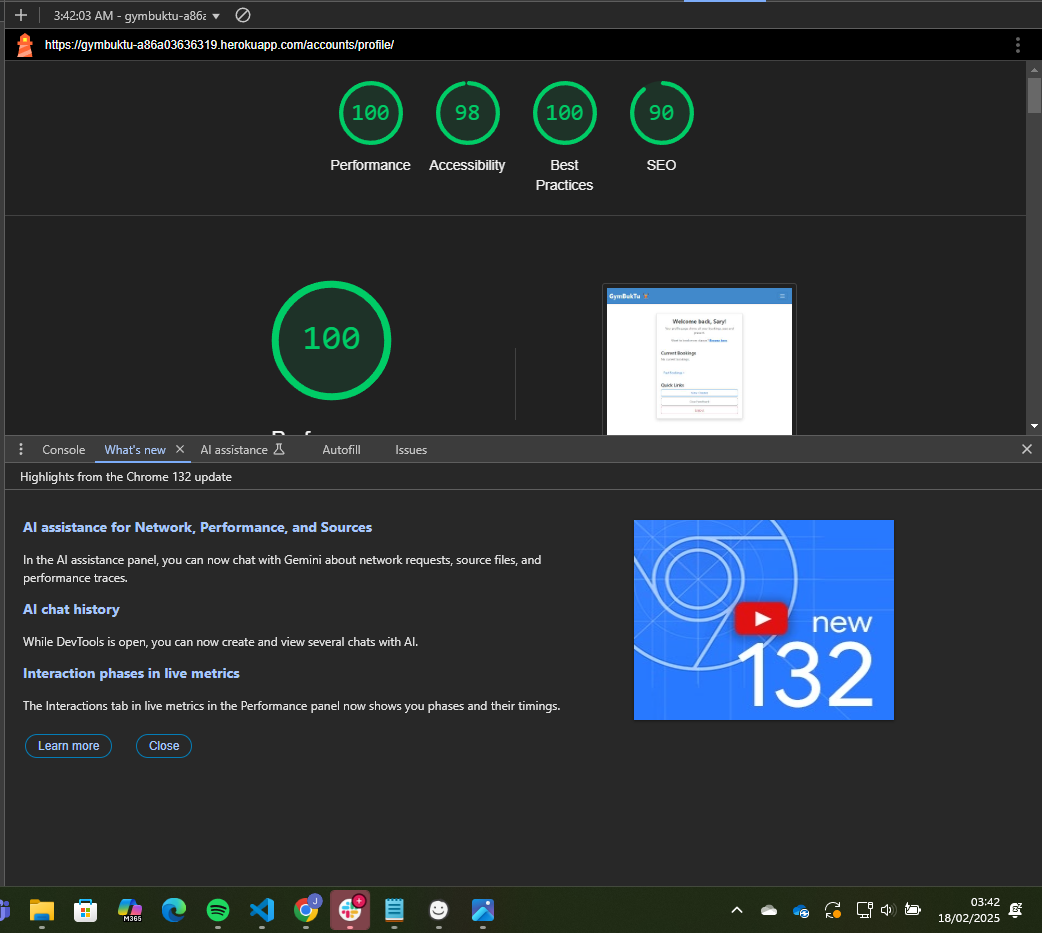 3:42:03 AM - gymbuktu-a86a
https://gymbuktu-a86a03636319.herokuapp.com/accounts/profile/
100
98
100
90
Performance
Accessibility
Best
Practices
SEO
100
GymBukTu
Welcome back, Sary!
Current Bookings
No current bookings.
Past Bookings
Quick Links
Console
What's new
AI assistance
Autofill
Issues
Highlights from the Chrome 132 update
AI assistance for Network, Performance, and Sources
In the AI assistance panel, you can now chat with Gemini about network requests, source files, and
performance traces.
AI chat history
While DevTools is open, you can now create and view several chats with AI.
Interaction phases in live metrics
The Interactions tab in live metrics in the Performance panel now shows you phases and their timings.
Learn more
Close
new
132
M365
J
03:42
18/02/2025